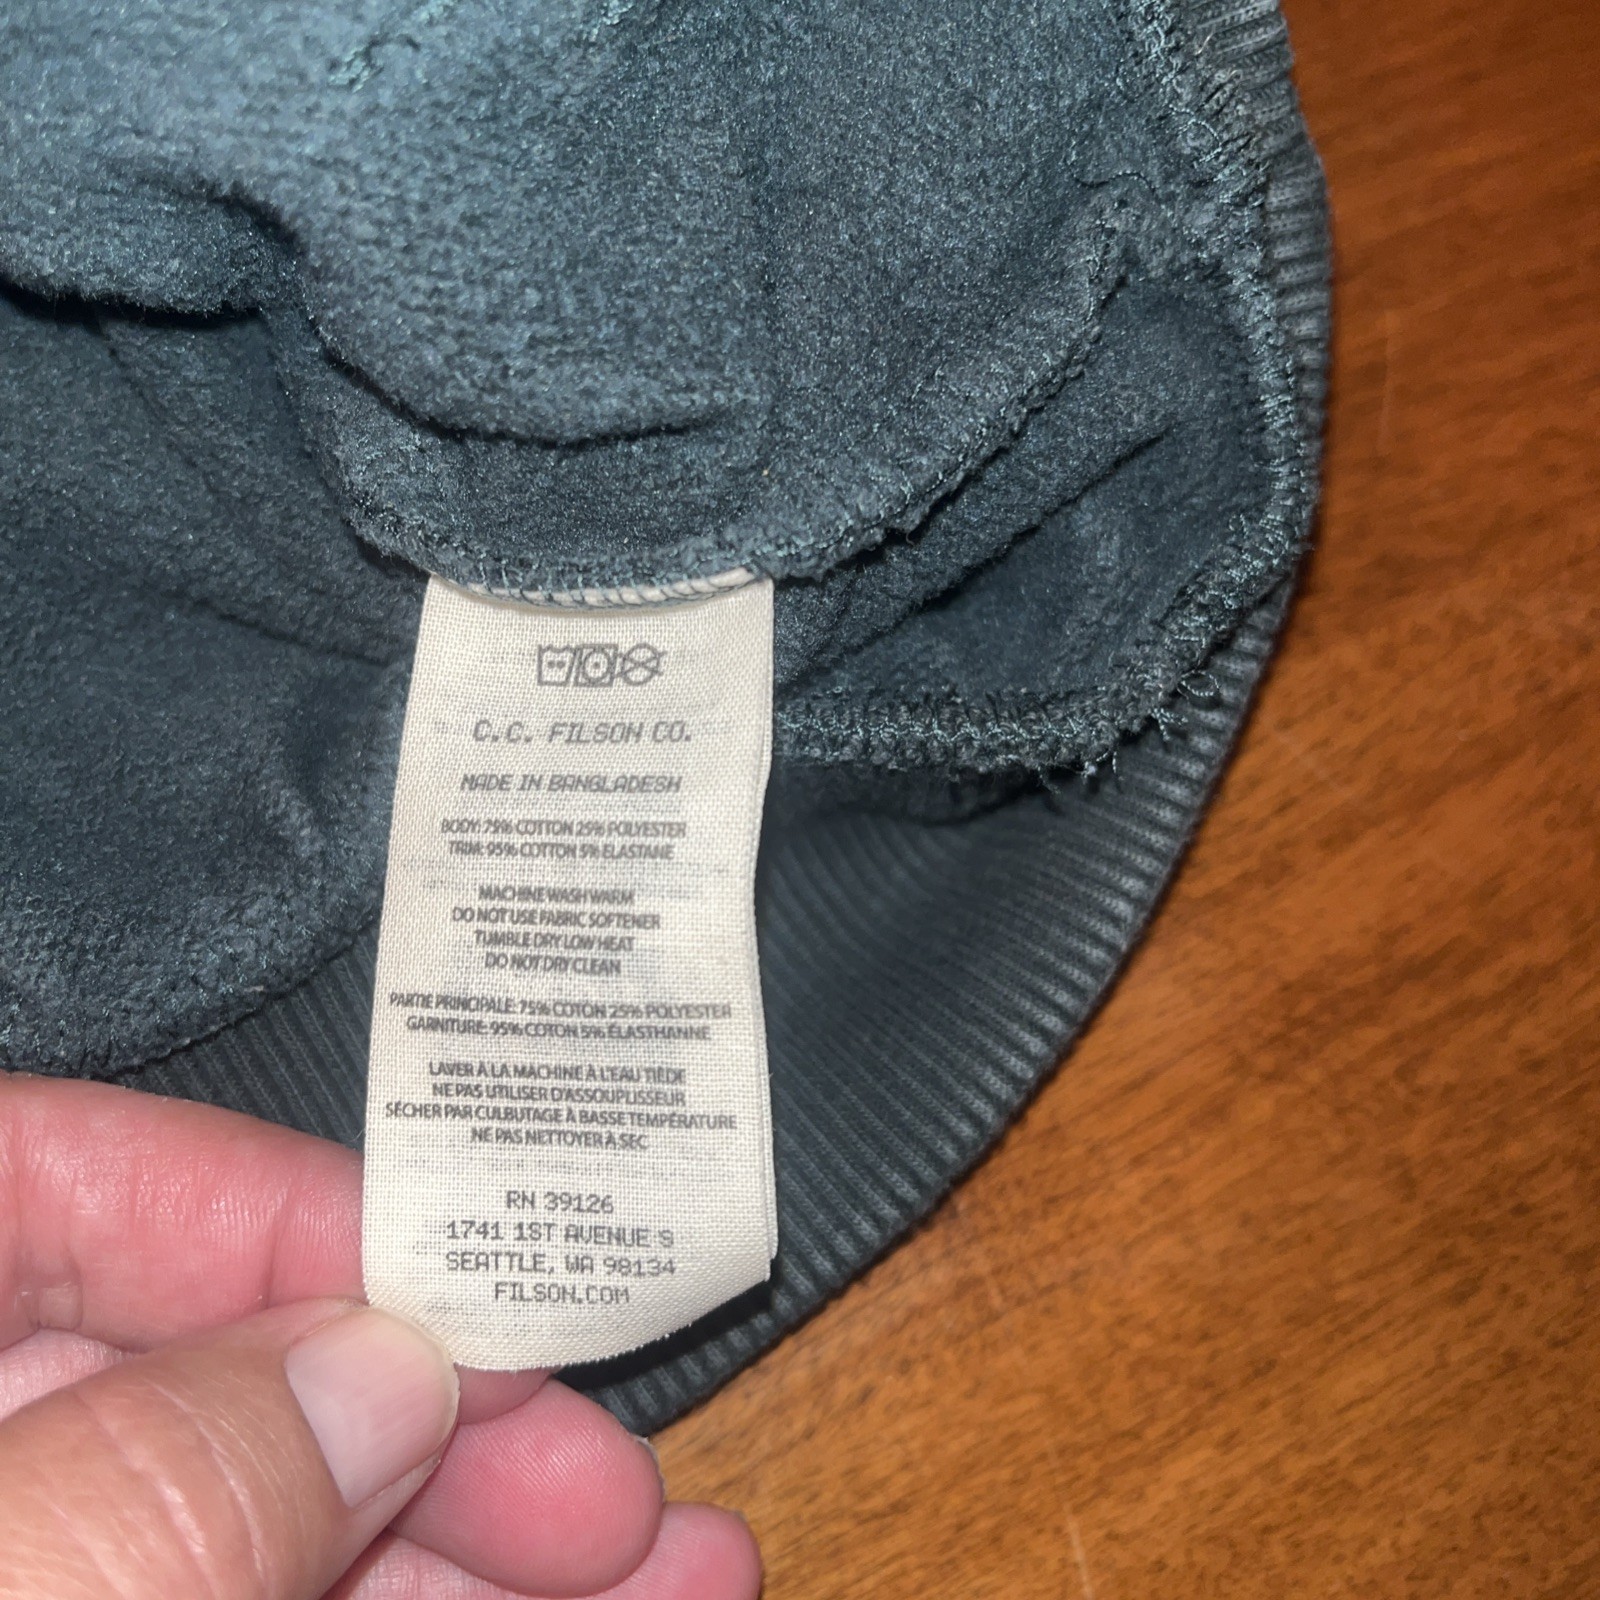 C.C. FILSON CO.
MADE IN BANGLADESH
BODY: 75% COTTON 25% POLYESTER
TRIM: 95% COTTON 5% ELASTANE
MACHINE WASH WARM
DO NOT USE FABRIC SOFTENER
TUMBLE DRY LOW HEAT
DO NOT DRY CLEAN
PARTIE PRINCIPALE: 75% COTON 25% POLYESTER
GARNITURE: 95% COTON 5% ÉLASTHANNE
LAVER À LA MACHINE À L'EAU TIÈDE
NE PAS UTILISER D'ASSOUPLISSEUR
SÉCHER PAR CULBUTAGE À BASSE TEMPÉRATURE
NE PAS NETTOYER À SEC
RN 39126
1741 1ST AVENUE S
SEATTLE, WA 98134
FILSON.COM